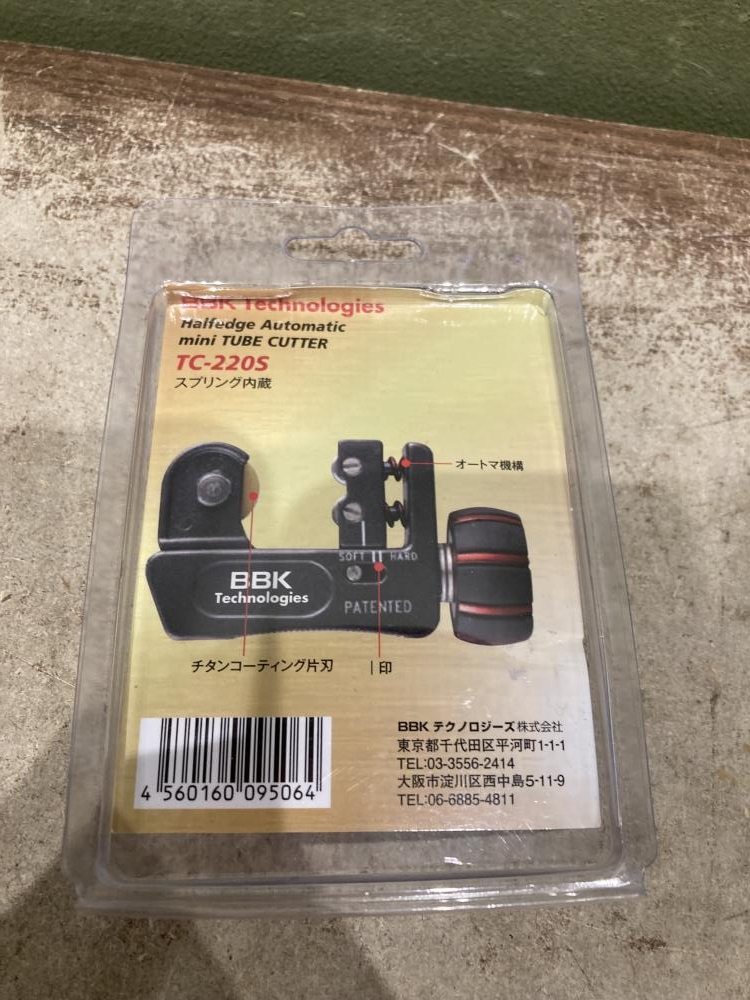 BBK Technologies
Halfedge Automatic
mini TUBE CUTTER
TC-220S
スプリング内蔵
オートマ機構
SOFT HARD
BBK
Technologies
PATENTED
チタンコーティング片刃
|印
4 560160 095064
BBK テクノロジーズ株式会社
東京都千代田区平河町1-1-1
TEL:03-3556-2414
大阪市淀川区西中島5-11-9
TEL:06-6885-4811